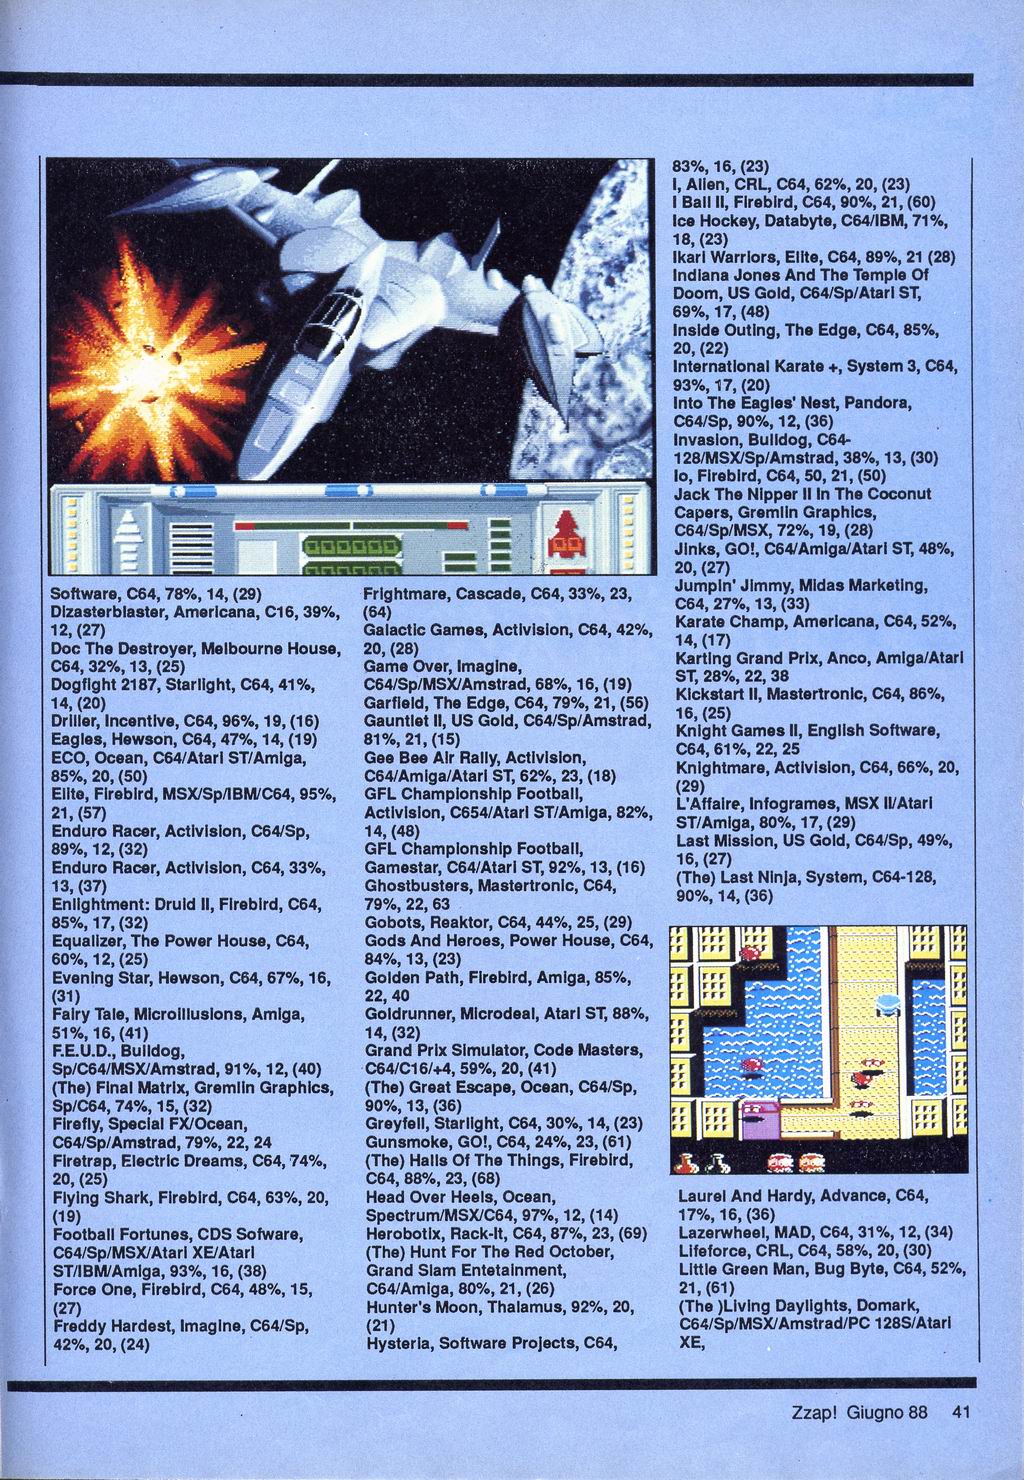 Software, C64, 78%, 14, (29)
Dizasterblaster, Americana, C16, 39%,
12, (27)
Doc The Destroyer, Melbourne House,
C64, 32%, 13, (25)
Dogfight 2187, Starlight, C64, 41%,
14, (20)
Driller, Incentive, C64, 96%, 19, (16)
Eagles, Hewson, C64, 47%, 14, (19)
ECO, Ocean, C64/Atari ST/Amiga,
85%, 20, (50)
Elite, Firebird, MSX/Sp/IBM/C64, 95%,
21, (57)
Enduro Racer, Activision, C64/Sp,
89%, 12, (32)
Enduro Racer, Activision, C64, 33%,
13, (37)
Enlightment: Druid II, Firebird, C64,
85%, 17, (32)
Equalizer, The Power House, C64,
60%, 12, (25)
Evening Star, Hewson, C64, 67%, 16,
(31)
Fairy Tale, Microillusions, Amiga,
51%, 16, (41)
F.E.U.D., Bulldog,
Sp/C64/MSX/Amstrad, 91%, 12, (40)
(The) Final Matrix, Gremlin Graphics,
Sp/C64, 74%, 15, (32)
Firefly, Special FX/Ocean,
C64/Sp/Amstrad, 79%, 22, 24
Firetrap, Electric Dreams, C64, 74%,
20, (25)
Flying Shark, Firebird, C64, 63%, 20,
(19)
Football Fortunes, CDS Sofware,
C64/Sp/MSX/Atari XE/Atari
ST/IBM/Amiga, 93%, 16, (38)
Force One, Firebird, C64, 48%, 15,
(27)
Freddy Hardest, Imagine, C64/Sp,
42%, 20, (24)
Frightmare, Cascade, C64, 33%, 23,
(64)
Galactic Games, Activision, C64, 42%,
20, (28)
Game Over, Imagine,
C64/Sp/MSX/Amstrad, 68%, 16, (19)
Garfield, The Edge, C64, 79%, 21, (56)
Gauntlet II, US Gold, C64/Sp/Amstrad,
81%, 21, (15)
Gee Bee Air Rally, Activision,
C64/Amiga/Atari ST, 62%, 23, (18)
GFL Championship Football,
Activision, C654/Atari ST/Amiga, 82%,
14, (48)
GFL Championship Football,
Gamestar, C64/Atari ST, 92%, 13, (16)
Ghostbusters, Mastertronic, C64,
79%, 22, 63
Gobots, Reaktor, C64, 44%, 25, (29)
Gods And Heroes, Power House, C64,
84%, 13, (23)
Golden Path, Firebird, Amiga, 85%,
22, 40
Goldrunner, Microdeal, Atari ST, 88%,
14, (32)
Grand Prix Simulator, Code Masters,
C64/C16/+4, 59%, 20, (41)
(The) Great Escape, Ocean, C64/Sp,
90%, 13, (36)
Greyfell, Starlight, C64, 30%, 14, (23)
Gunsmoke, GO!, C64, 24%, 23, (61)
(The) Halls Of The Things, Firebird,
C64, 88%, 23, (68)
Head Over Heels, Ocean,
Spectrum/MSX/C64, 97%, 12, (14)
Herobotix, Rack-It, C64, 87%, 23, (69)
(The) Hunt For The Red October,
Grand Slam Entetainment,
C64/Amiga, 80%, 21, (26)
Hunter's Moon, Thalamus, 92%, 20,
(21)
Hysteria, Software Projects, C64,
83%, 16, (23)
I, Alien, CRL, C64, 62%, 20, (23)
I Ball II, Firebird, C64, 90%, 21, (60)
Ice Hockey, Databyte, C64/IBM, 71%,
18, (23)
Ikari Warriors, Elite, C64, 89%, 21 (28)
Indiana Jones And The Temple Of
Doom, US Gold, C64/Sp/Atari ST,
69%, 17, (48)
Inside Outing, The Edge, C64, 85%,
20, (22)
International Karate +, System 3, C64,
93%, 17, (20)
Into The Eagles' Nest, Pandora,
C64/Sp, 90%, 12, (36)
Invasion, Bulldog, C64-
128/MSX/Sp/Amstrad, 38%, 13, (30)
Io, Firebird, C64, 50, 21, (50)
Jack The Nipper II In The Coconut
Capers, Gremlin Graphics,
C64/Sp/MSX, 72%, 19, (28)
Jinks, GO!, C64/Amiga/Atari ST, 48%,
20, (27)
Jumpin' Jimmy, Midas Marketing,
C64, 27%, 13, (33)
Karate Champ, Americana, C64, 52%,
14, (17)
Karting Grand Prix, Anco, Amiga/Atari
ST, 28%, 22, 38
Kickstart II, Mastertronic, C64, 86%,
16, (25)
Knight Games II, English Software,
C64, 61%, 22, 25
Knightmare, Activision, C64, 66%, 20,
(29)
L'Affaire, Infogrames, MSX II/Atari
ST/Amiga, 80%, 17, (29)
Last Mission, US Gold, C64/Sp, 49%,
16, (27)
(The) Last Ninja, System, C64-128,
90%, 14, (36)
Laurel And Hardy, Advance, C64,
17%, 16, (36)
Lazerwheel, MAD, C64, 31%, 12, (34)
Lifeforce, CRL, C64, 58%, 20, (30)
Little Green Man, Bug Byte, C64, 52%,
21, (61)
(The )Living Daylights, Domark,
C64/Sp/MSX/Amstrad/PC 128S/Atari
XE,
Zzap! Giugno 88 41